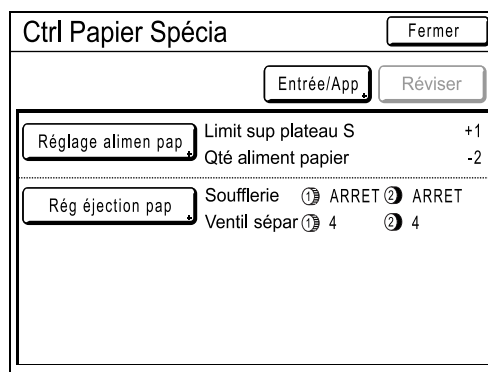 Ctrl Papier Spécia Fermer
Entrée/App Réviser
Réglage alimen pap Limit sup plateau S +1
Qté aliment papier -2
Rég éjection pap Soufflerie ① ARRET ② ARRET
Ventil sépar ① 4 ② 4